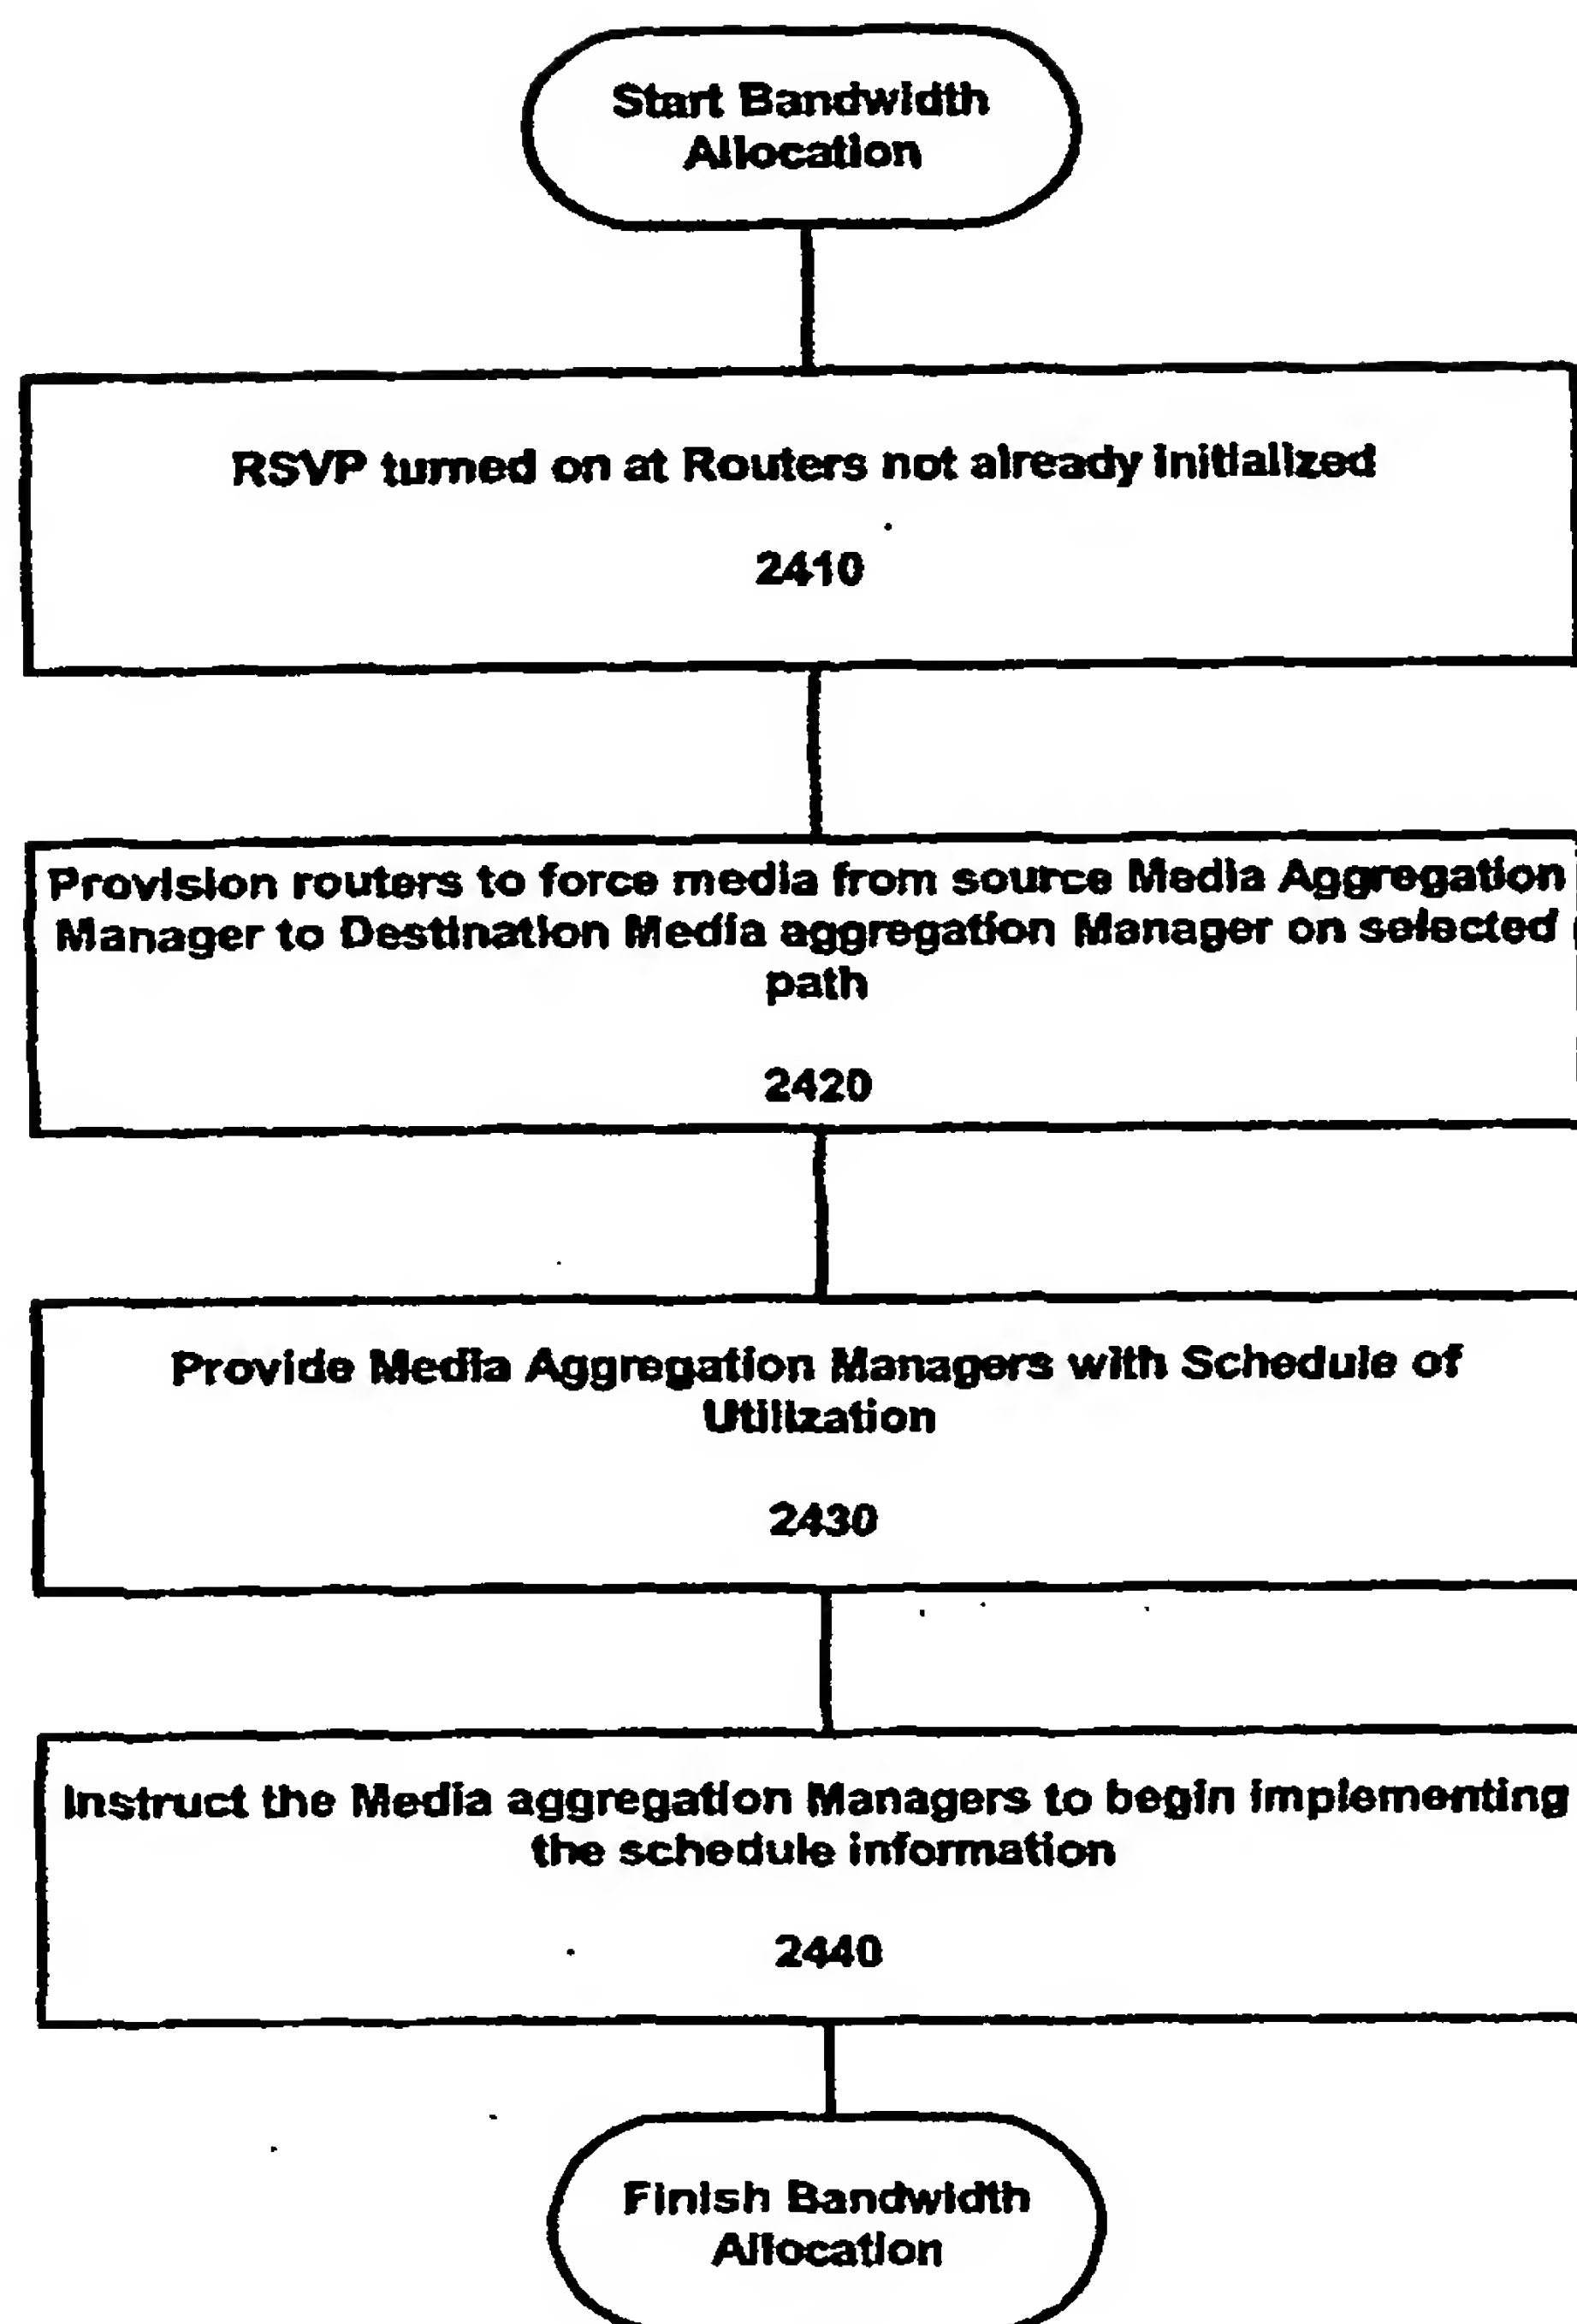 Start Bandwidth
Allocation
RSVP turned on at Routers not already initialized
2410
Provision routers to force media from source Media Aggregation
Manager to Destination Media aggregation Manager on selected
path
2420
Provide Media Aggregation Managers with Schedule of
Utilization
2430
Instruct the Media aggregation Managers to begin implementing
the schedule information
2440
Finish Bandwidth
Allocation